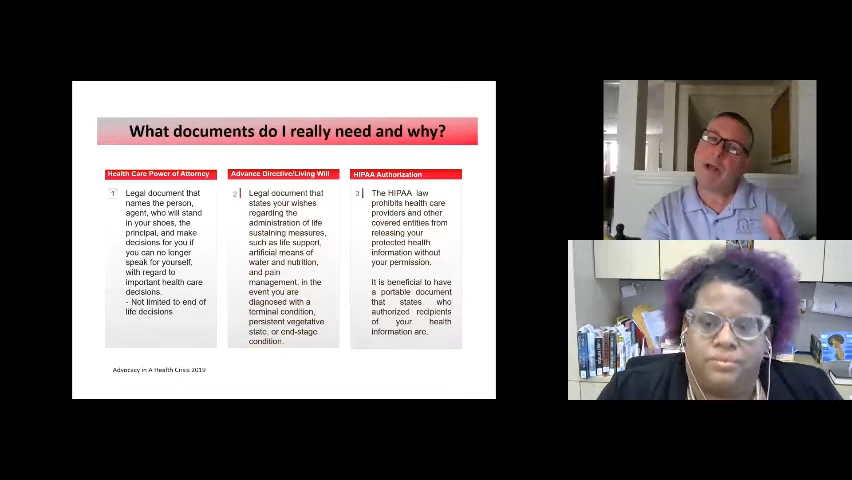 What documents do I really need and why?
Health Care Power of Attorney
1
Legal document that
names the person,
agent, who will stand
in your shoes, the
principal, and make
decisions for you if
you can no longer
speak for yourself,
with regard to
important health care
decisions.
- Not limited to end of
life decisions
Advance Directive/Living Will
2
Legal document that
states your wishes
regarding the
administration of life
sustaining measures,
such as life support,
artificial means of
water and nutrition,
and pain
management, in the
event you are
diagnosed with a
terminal condition,
persistent vegetative
state, or end-stage
condition.
HIPAA Authorization
3
The HIPAA law
prohibits health care
providers and other
covered entities from
releasing your
protected health
information without
your permission.
It is beneficial to have
a portable document
that states who
authorized recipients
of your health
information are.
Advocacy in A Health Crisis 2019